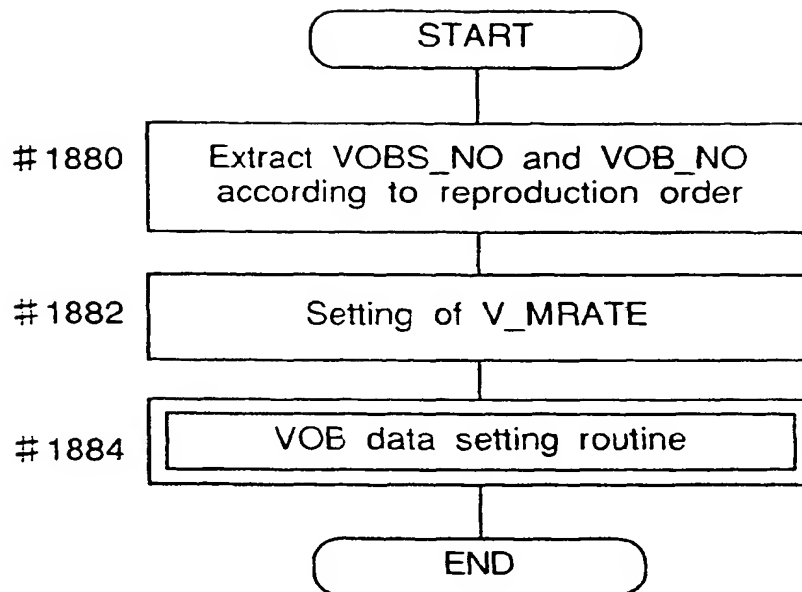 START
#1880
Extract VOBS_NO and VOB_NO
according to reproduction order
#1882
Setting of V_MRATE
#1884
VOB data setting routine
END